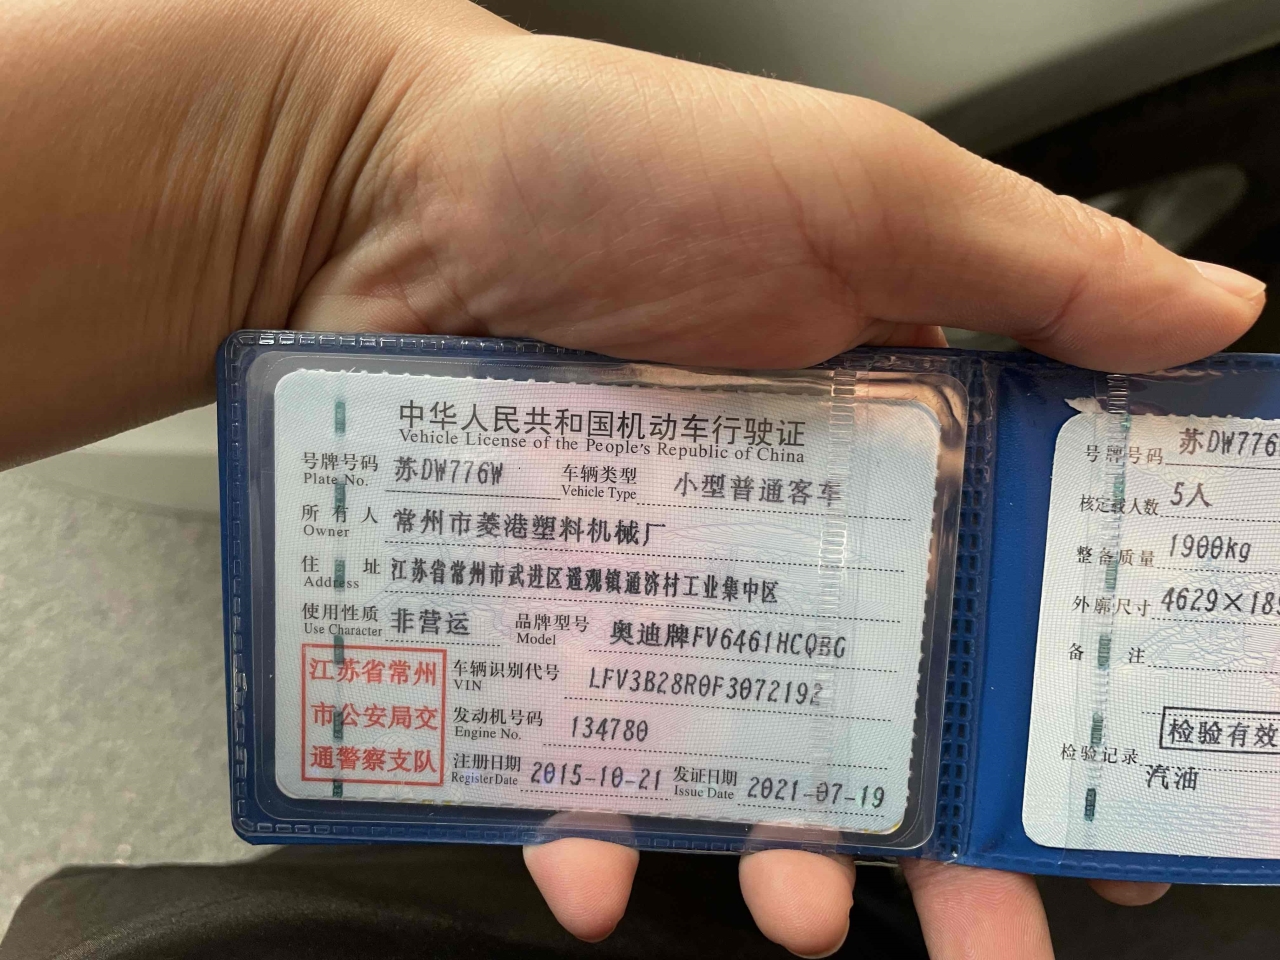 中华人民共和国机动车行驶证
Vehicle License of the People's Republic of China
号牌号码 苏DW776W 车辆类型 小型普通客车
Plate No. Vehicle Type
所有人 常州市菱港塑料机械厂
Owner
住址 江苏省常州市武进区遥观镇通济村工业集中区
Address
使用性质 非营运 品牌型号 奥迪牌FV6461HCQBG
Use Character Model
江苏省常州
市公安局交
通警察支队
车辆识别代号 LFV3B28R0F3072192
VIN
发动机号码 134780
Engine No.
注册日期 2015-10-21 发证日期 2021-07-19
Register Date Issue Date
号牌号码 苏DW776
核定载人数 5人
整备质量 1900kg
外廓尺寸 4629×18
备注
检验有效
检验记录
汽油